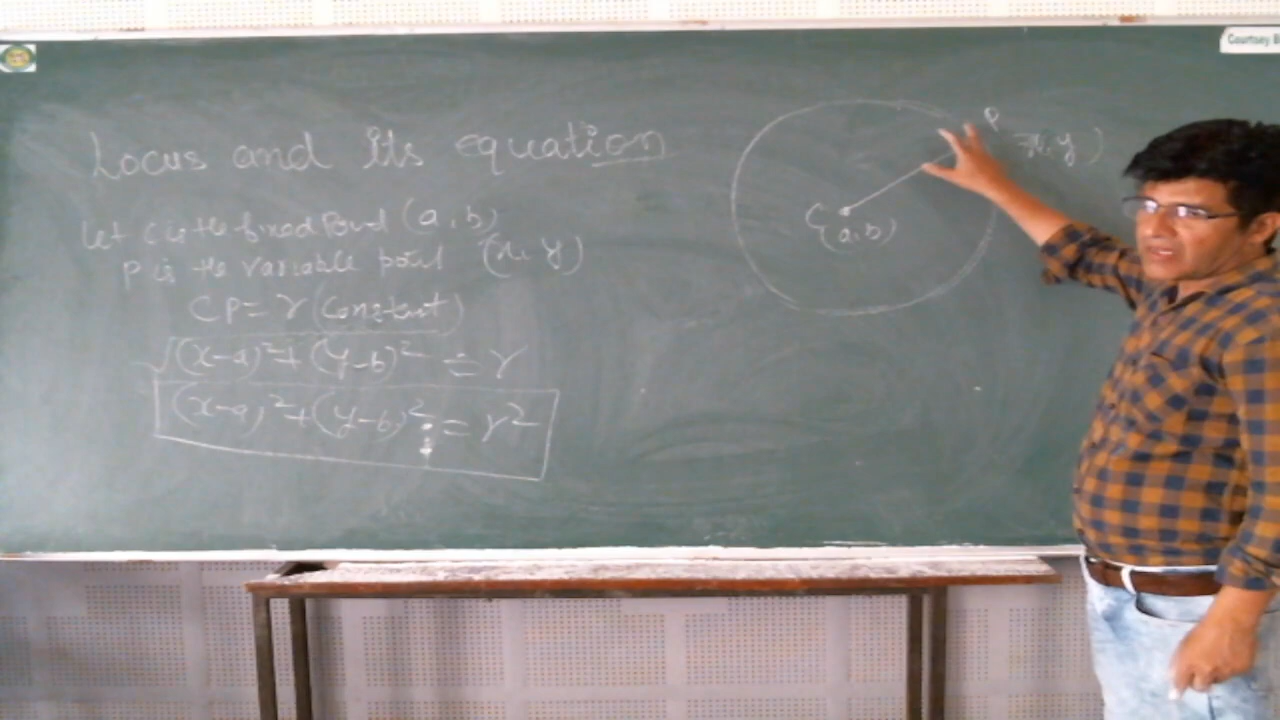 Locus and its equation
let C is the fixed Point (a, b)
P is the variable point (x, y)
CP = r (Constant)
√(x-a)²+(y-b)² = r
(x-a)²+(y-b)² = r²
P
x, y)
C
(a, b)
Courtesy